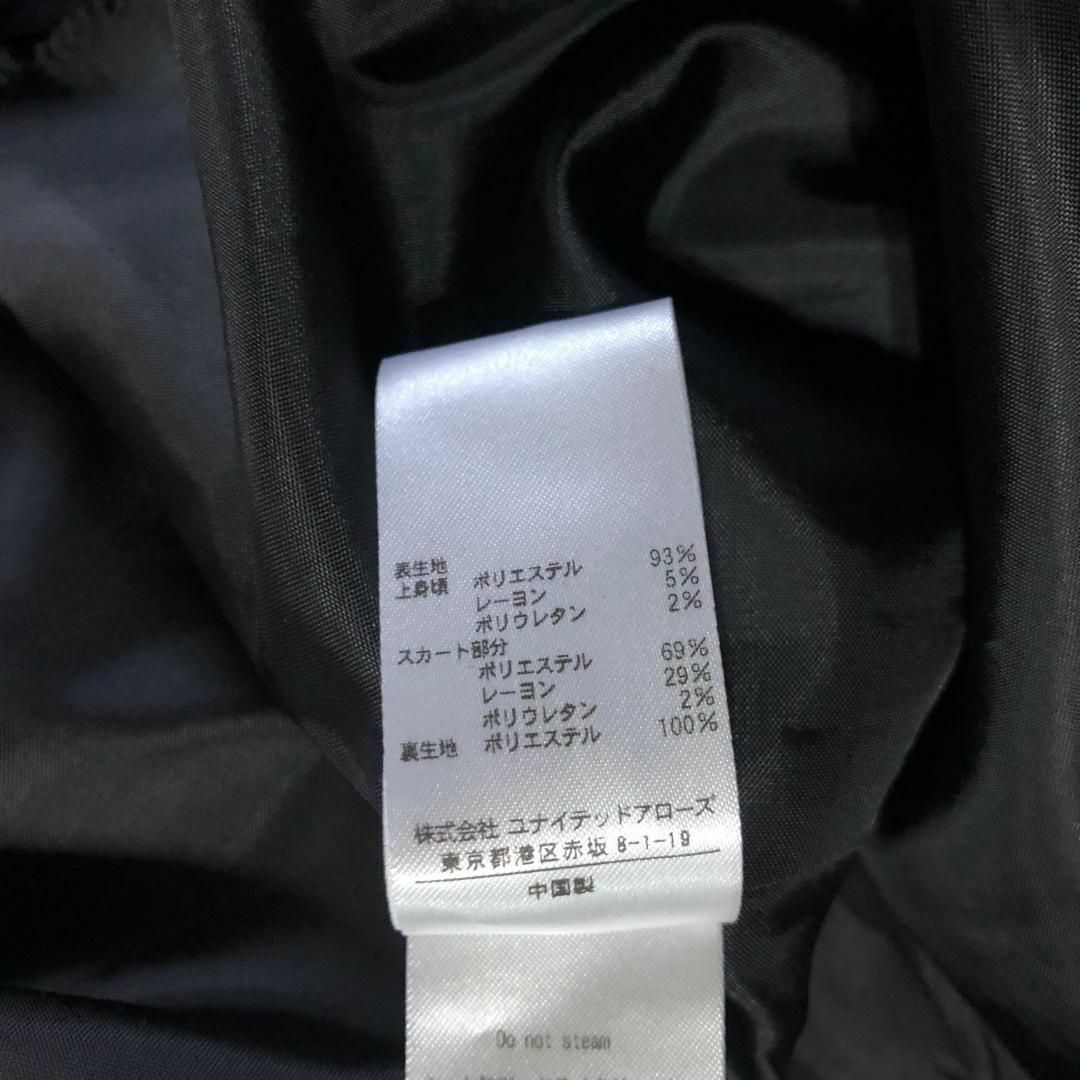 表生地
上身頃 ポリエステル 93%
レーヨン 5%
ポリウレタン 2%
スカート部分
ポリエステル 69%
レーヨン 29%
ポリウレタン 2%
裏生地 ポリエステル 100%
株式会社 ユナイテッドアローズ
東京都港区赤坂 8-1-19
中国製
Do not steam